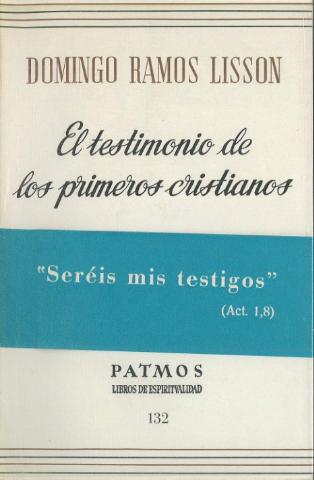 DOMINGO RAMOS LISSON
El testimonio de
los primeros cristianos
"Seréis mis testigos"
(Act. 1,8)
PATMOS
LIBROS DE ESPIRITVALIDAD
132